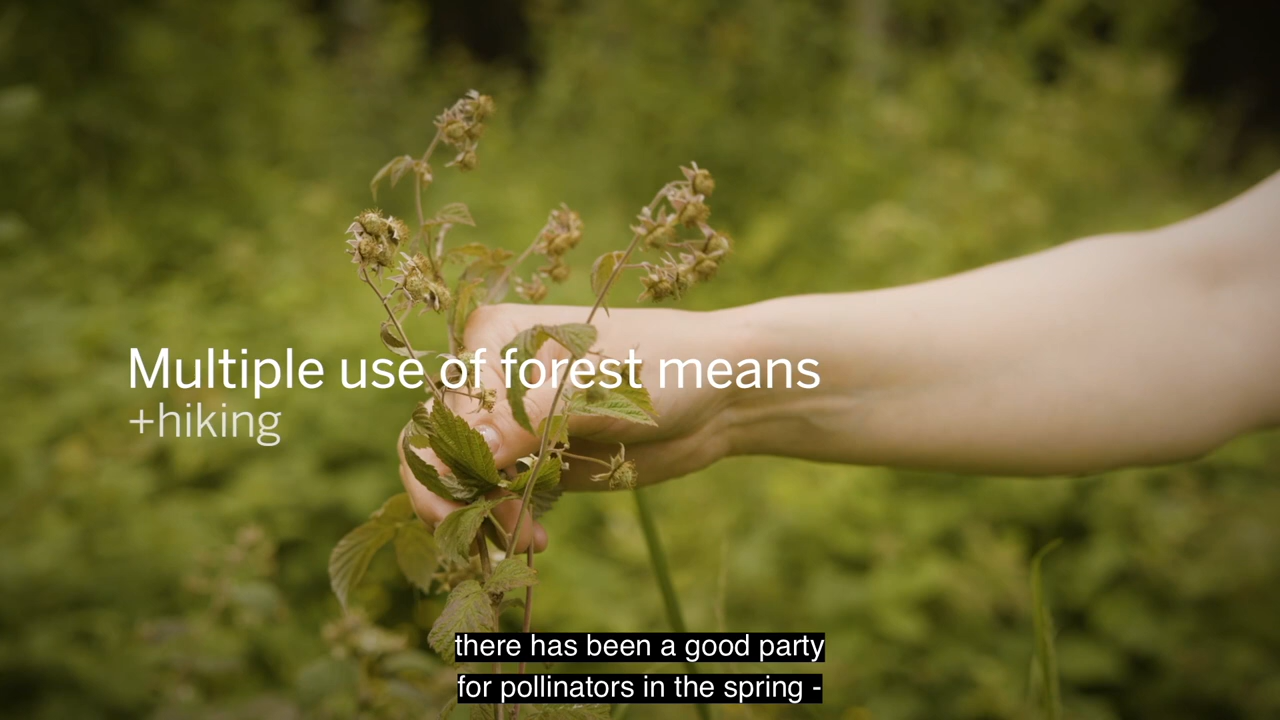 Multiple use of forest means
+hiking
there has been a good party
for pollinators in the spring -